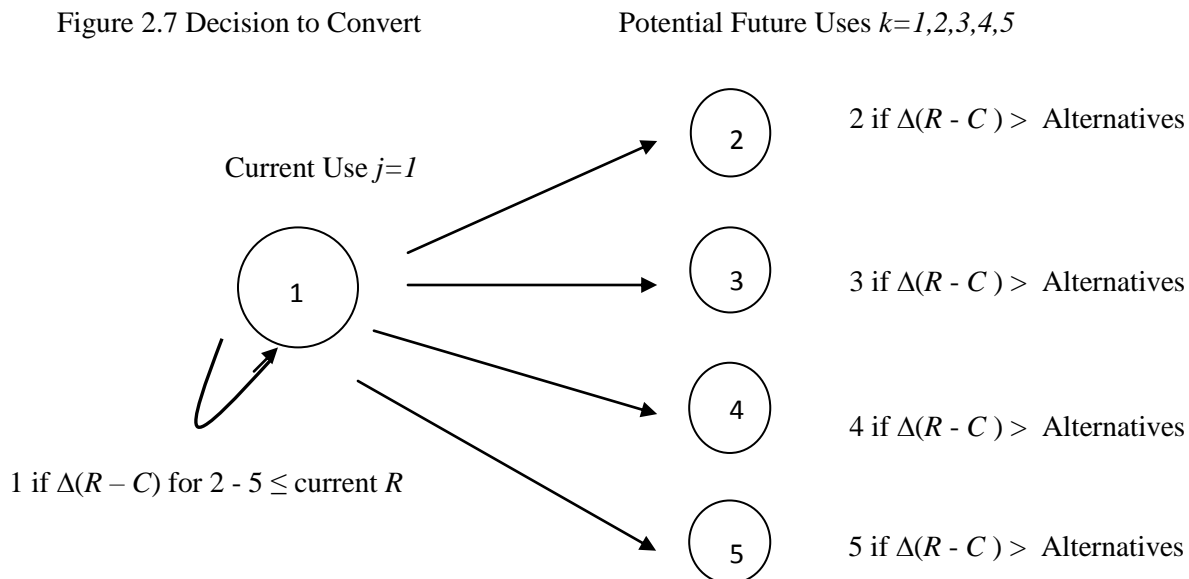 Figure 2.7 Decision to Convert
Potential Future Uses k=1,2,3,4,5
2
2 if Δ(R - C ) > Alternatives
Current Use j=1
1
3
3 if Δ(R - C ) > Alternatives
4
4 if Δ(R - C ) > Alternatives
1 if Δ(R – C) for 2 - 5 ≤ current R
5
5 if Δ(R - C ) > Alternatives